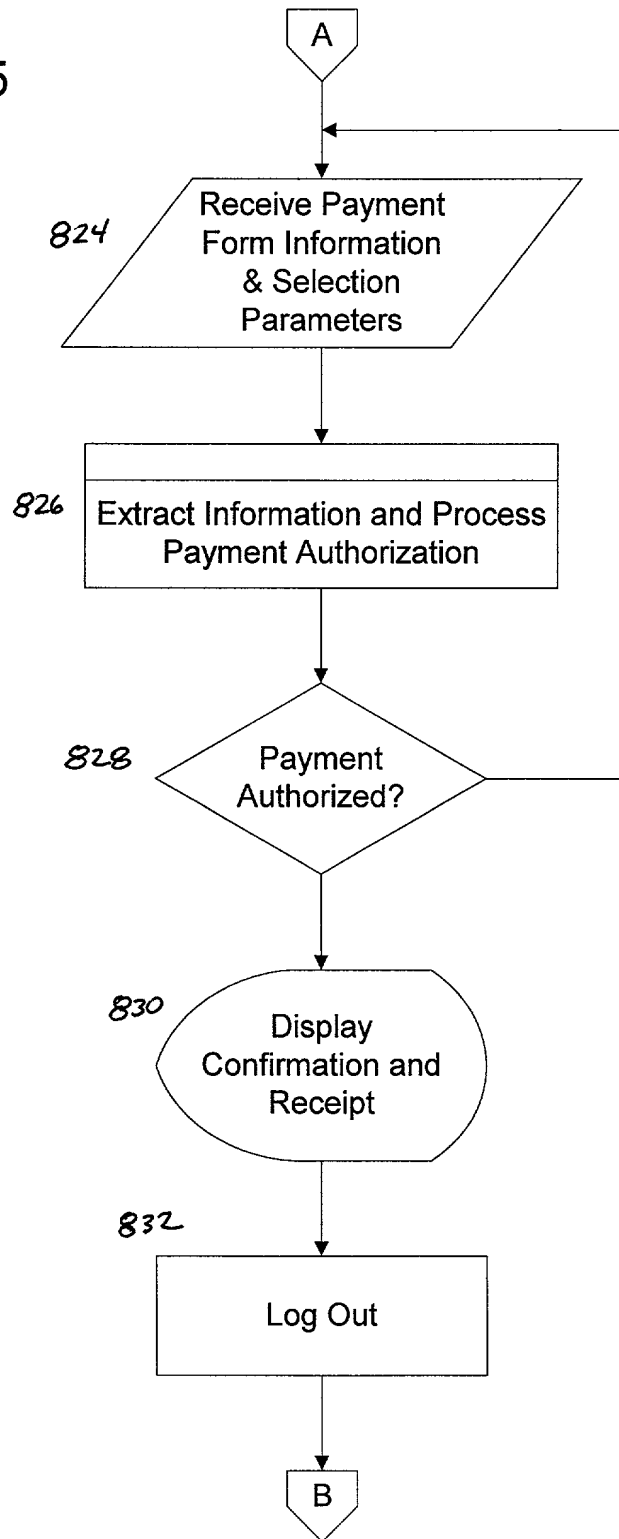 5
A
824
Receive Payment
Form Information
& Selection
Parameters
826
Extract Information and Process
Payment Authorization
828
Payment
Authorized?
830
Display
Confirmation and
Receipt
832
Log Out
B